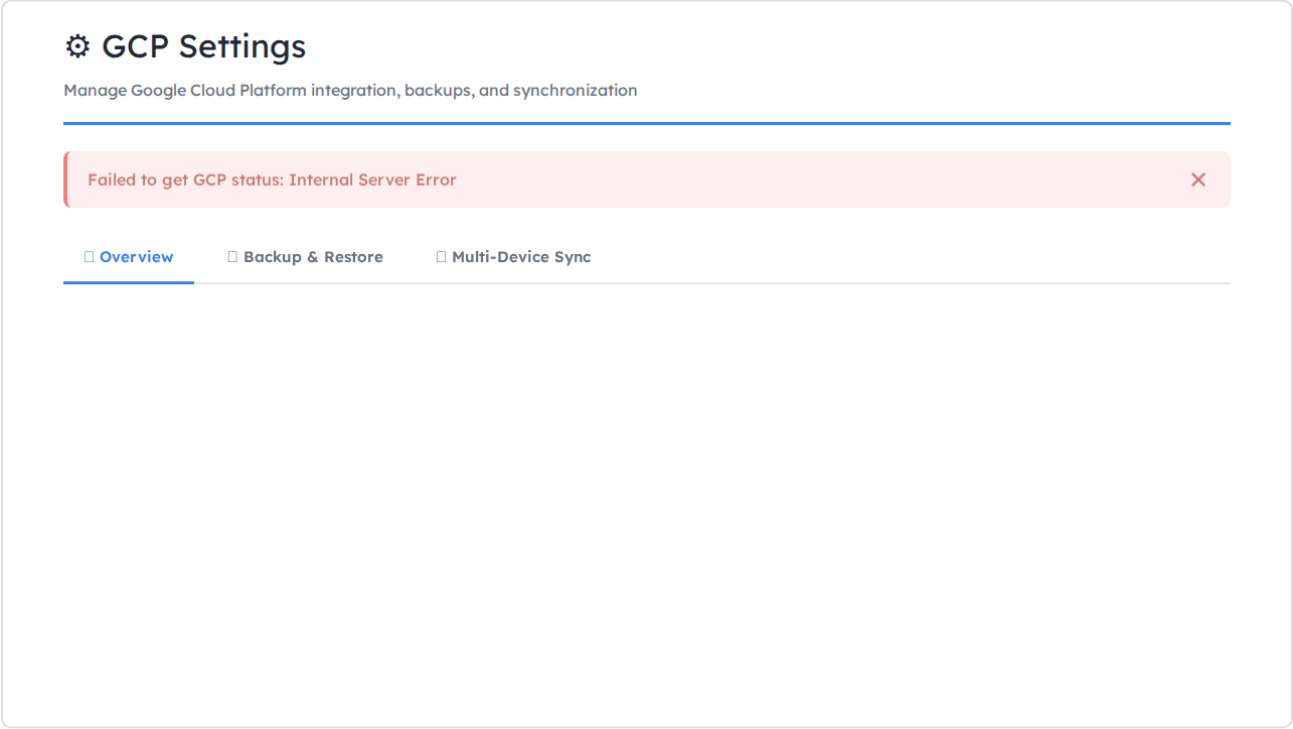 ⚙ GCP Settings
Manage Google Cloud Platform integration, backups, and synchronization
Failed to get GCP status: Internal Server Error ✕
Overview Backup & Restore Multi-Device Sync